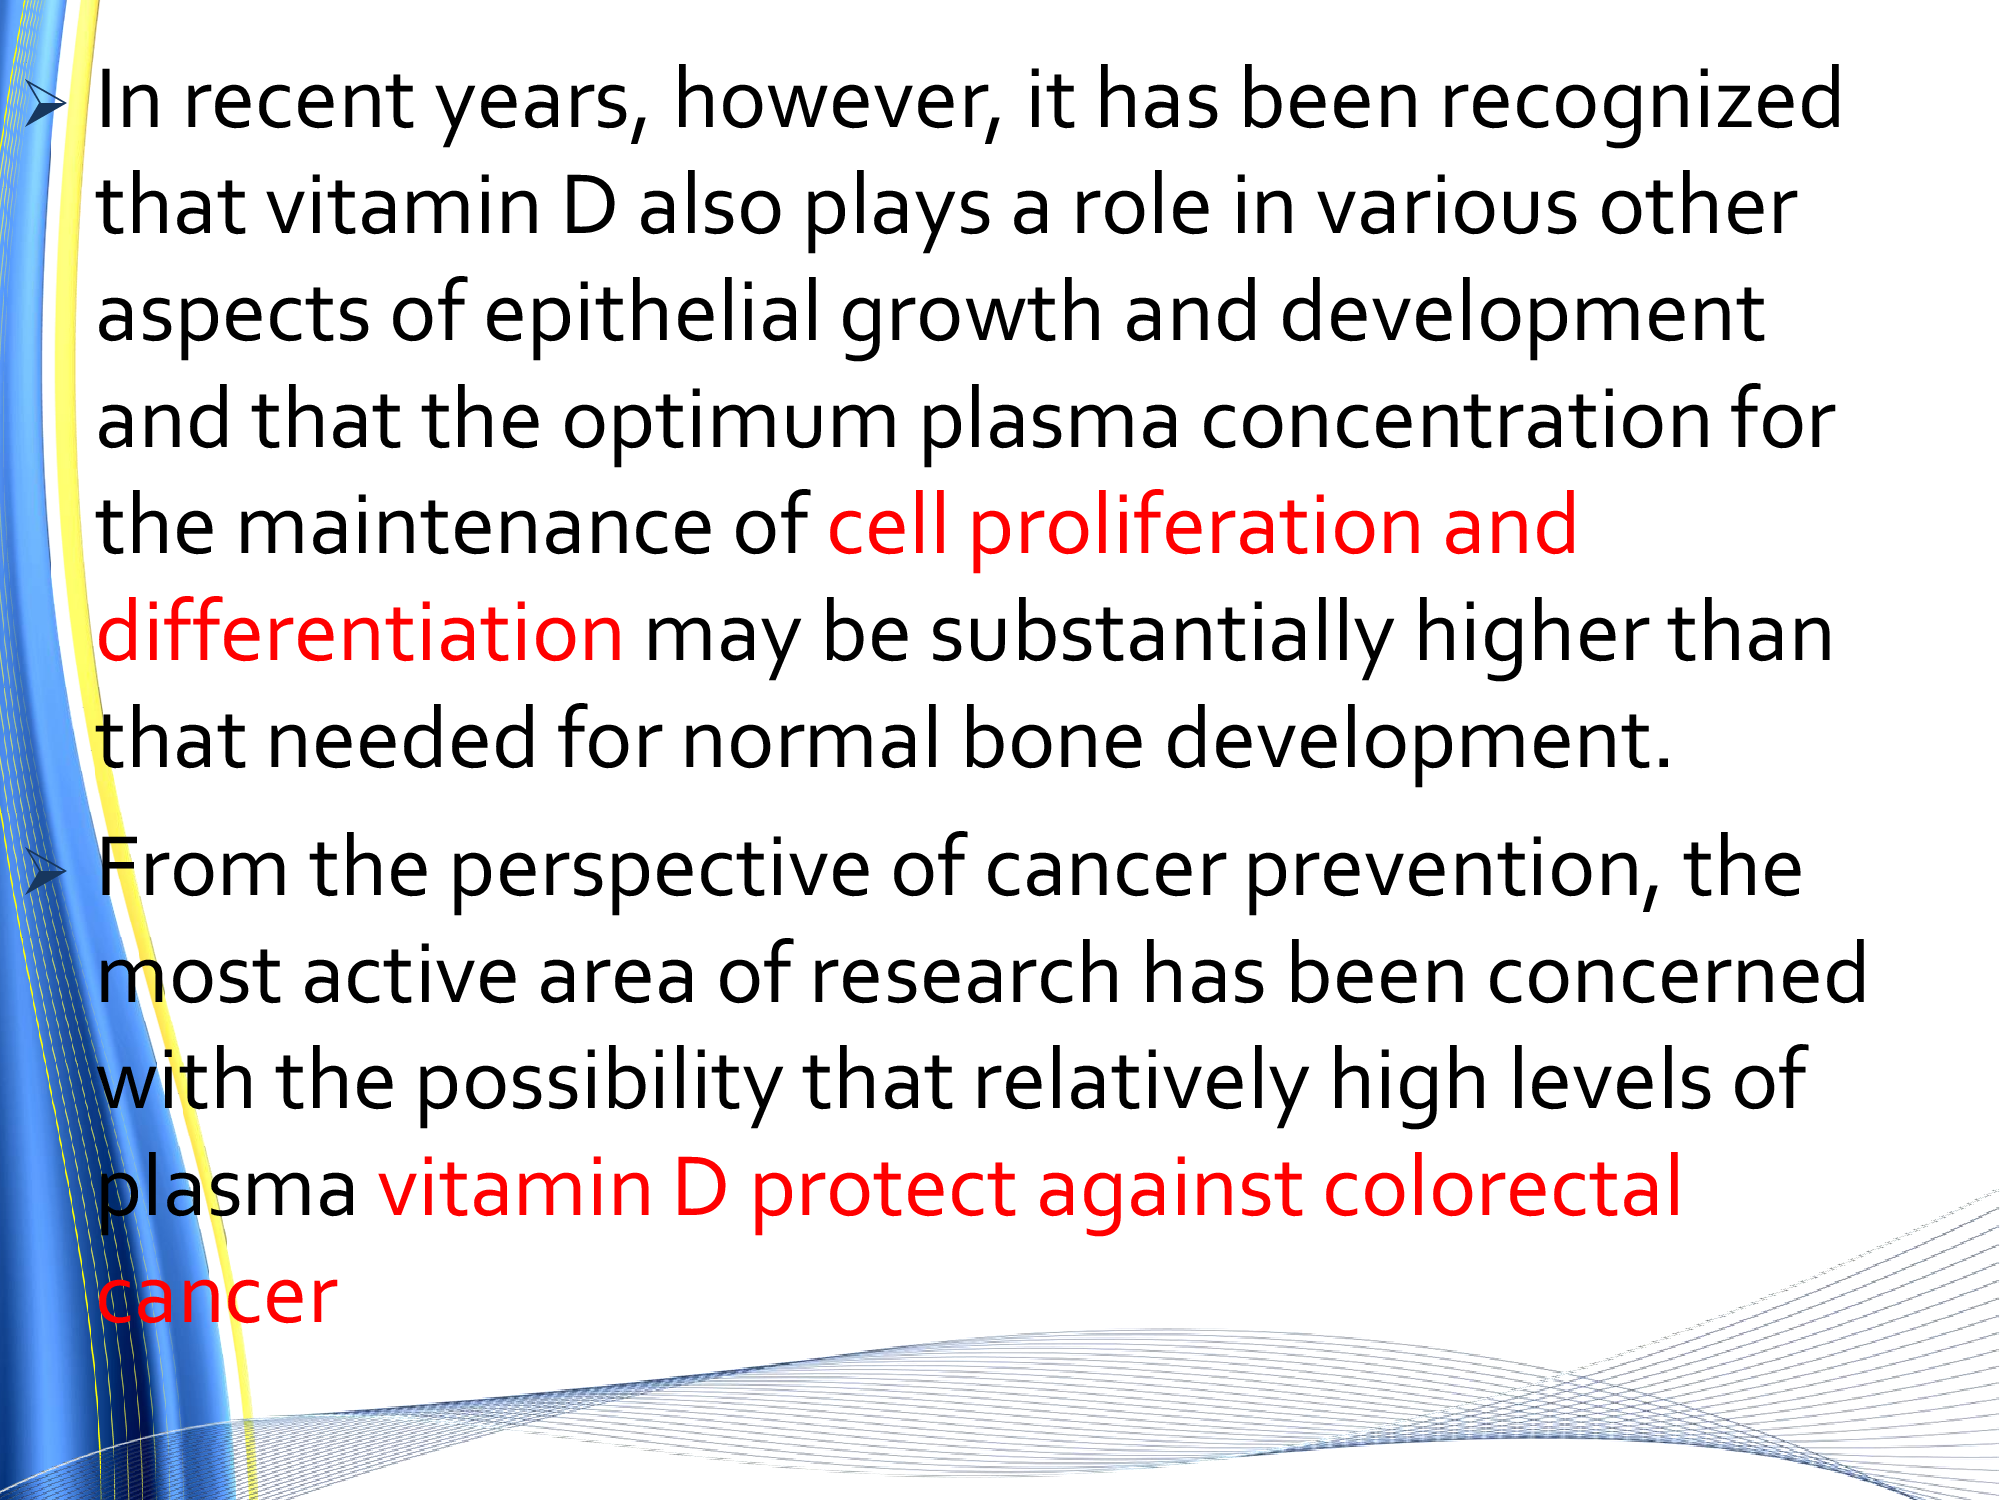 In recent years, however, it has been recognized
that vitamin D also plays a role in various other
aspects of epithelial growth and development
and that the optimum plasma concentration for
the maintenance of cell proliferation and
differentiation may be substantially higher than
that needed for normal bone development.
From the perspective of cancer prevention, the
most active area of research has been concerned
with the possibility that relatively high levels of
plasma vitamin D protect against colorectal
cancer